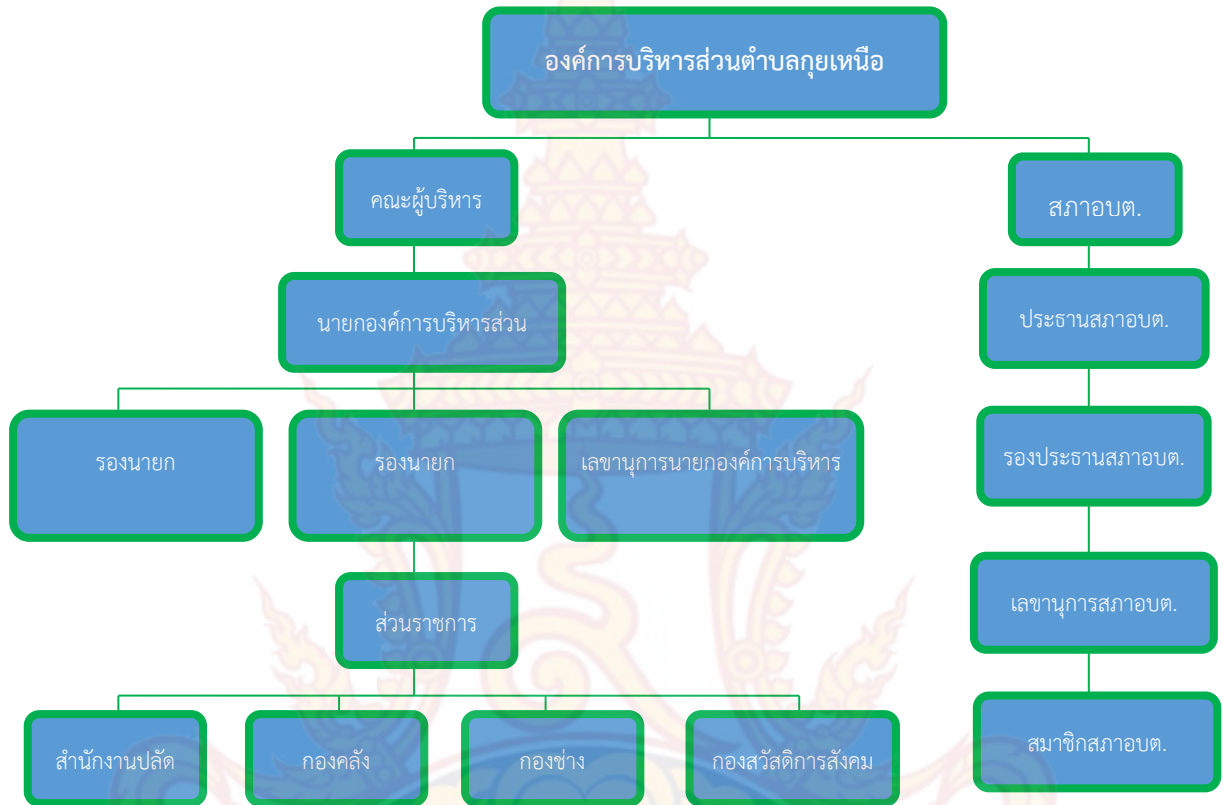 องค์การบริหารส่วนตำบลกุยเหนือ
คณะผู้บริหาร
สภาอบต.
นายกองค์การบริหารส่วน
ประธานสภาอบต.
รองนายก
รองนายก
เลขานุการนายกองค์การบริหาร
รองประธานสภาอบต.
ส่วนราชการ
เลขานุการสภาอบต.
สำนักงานปลัด
กองคลัง
กองช่าง
กองสวัสดิการสังคม
สมาชิกสภาอบต.